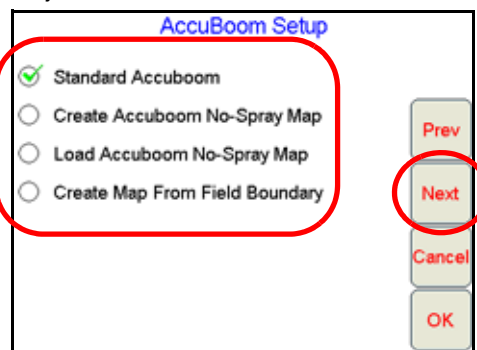 AccuBoom Setup
Standard Accuboom
Create Accuboom No-Spray Map
Load Accuboom No-Spray Map
Create Map From Field Boundary
Prev
Next
Cancel
OK